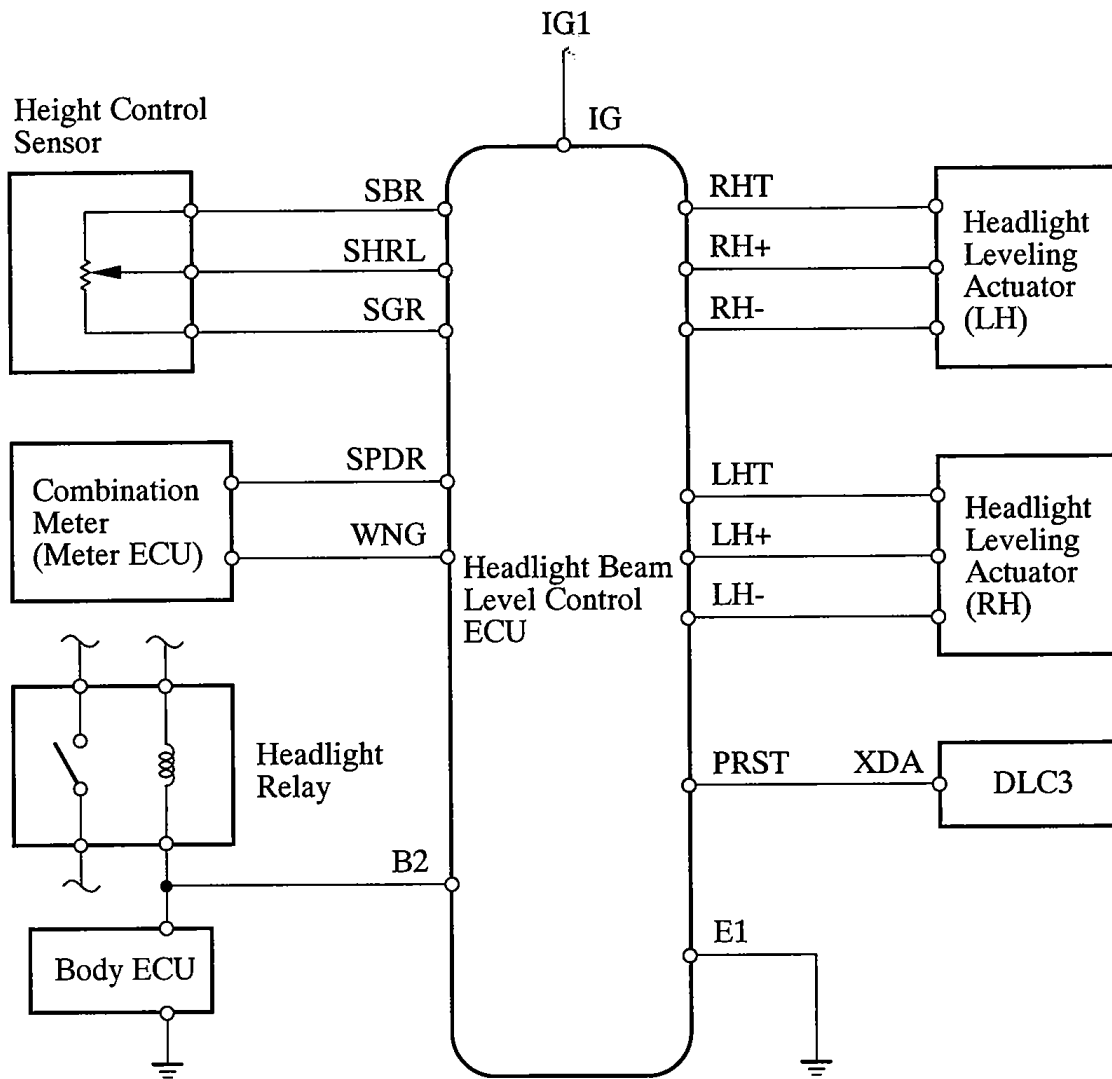 IG1
IG
Height Control
Sensor
SBR
SHRL
SGR
RHT
RH+
RH-
Headlight
Leveling
Actuator
(LH)
Combination
Meter
(Meter ECU)
SPDR
WNG
Headlight Beam
Level Control
ECU
LHT
LH+
LH-
Headlight
Leveling
Actuator
(RH)
Headlight
Relay
PRST
XDA
DLC3
B2
Body ECU
E1